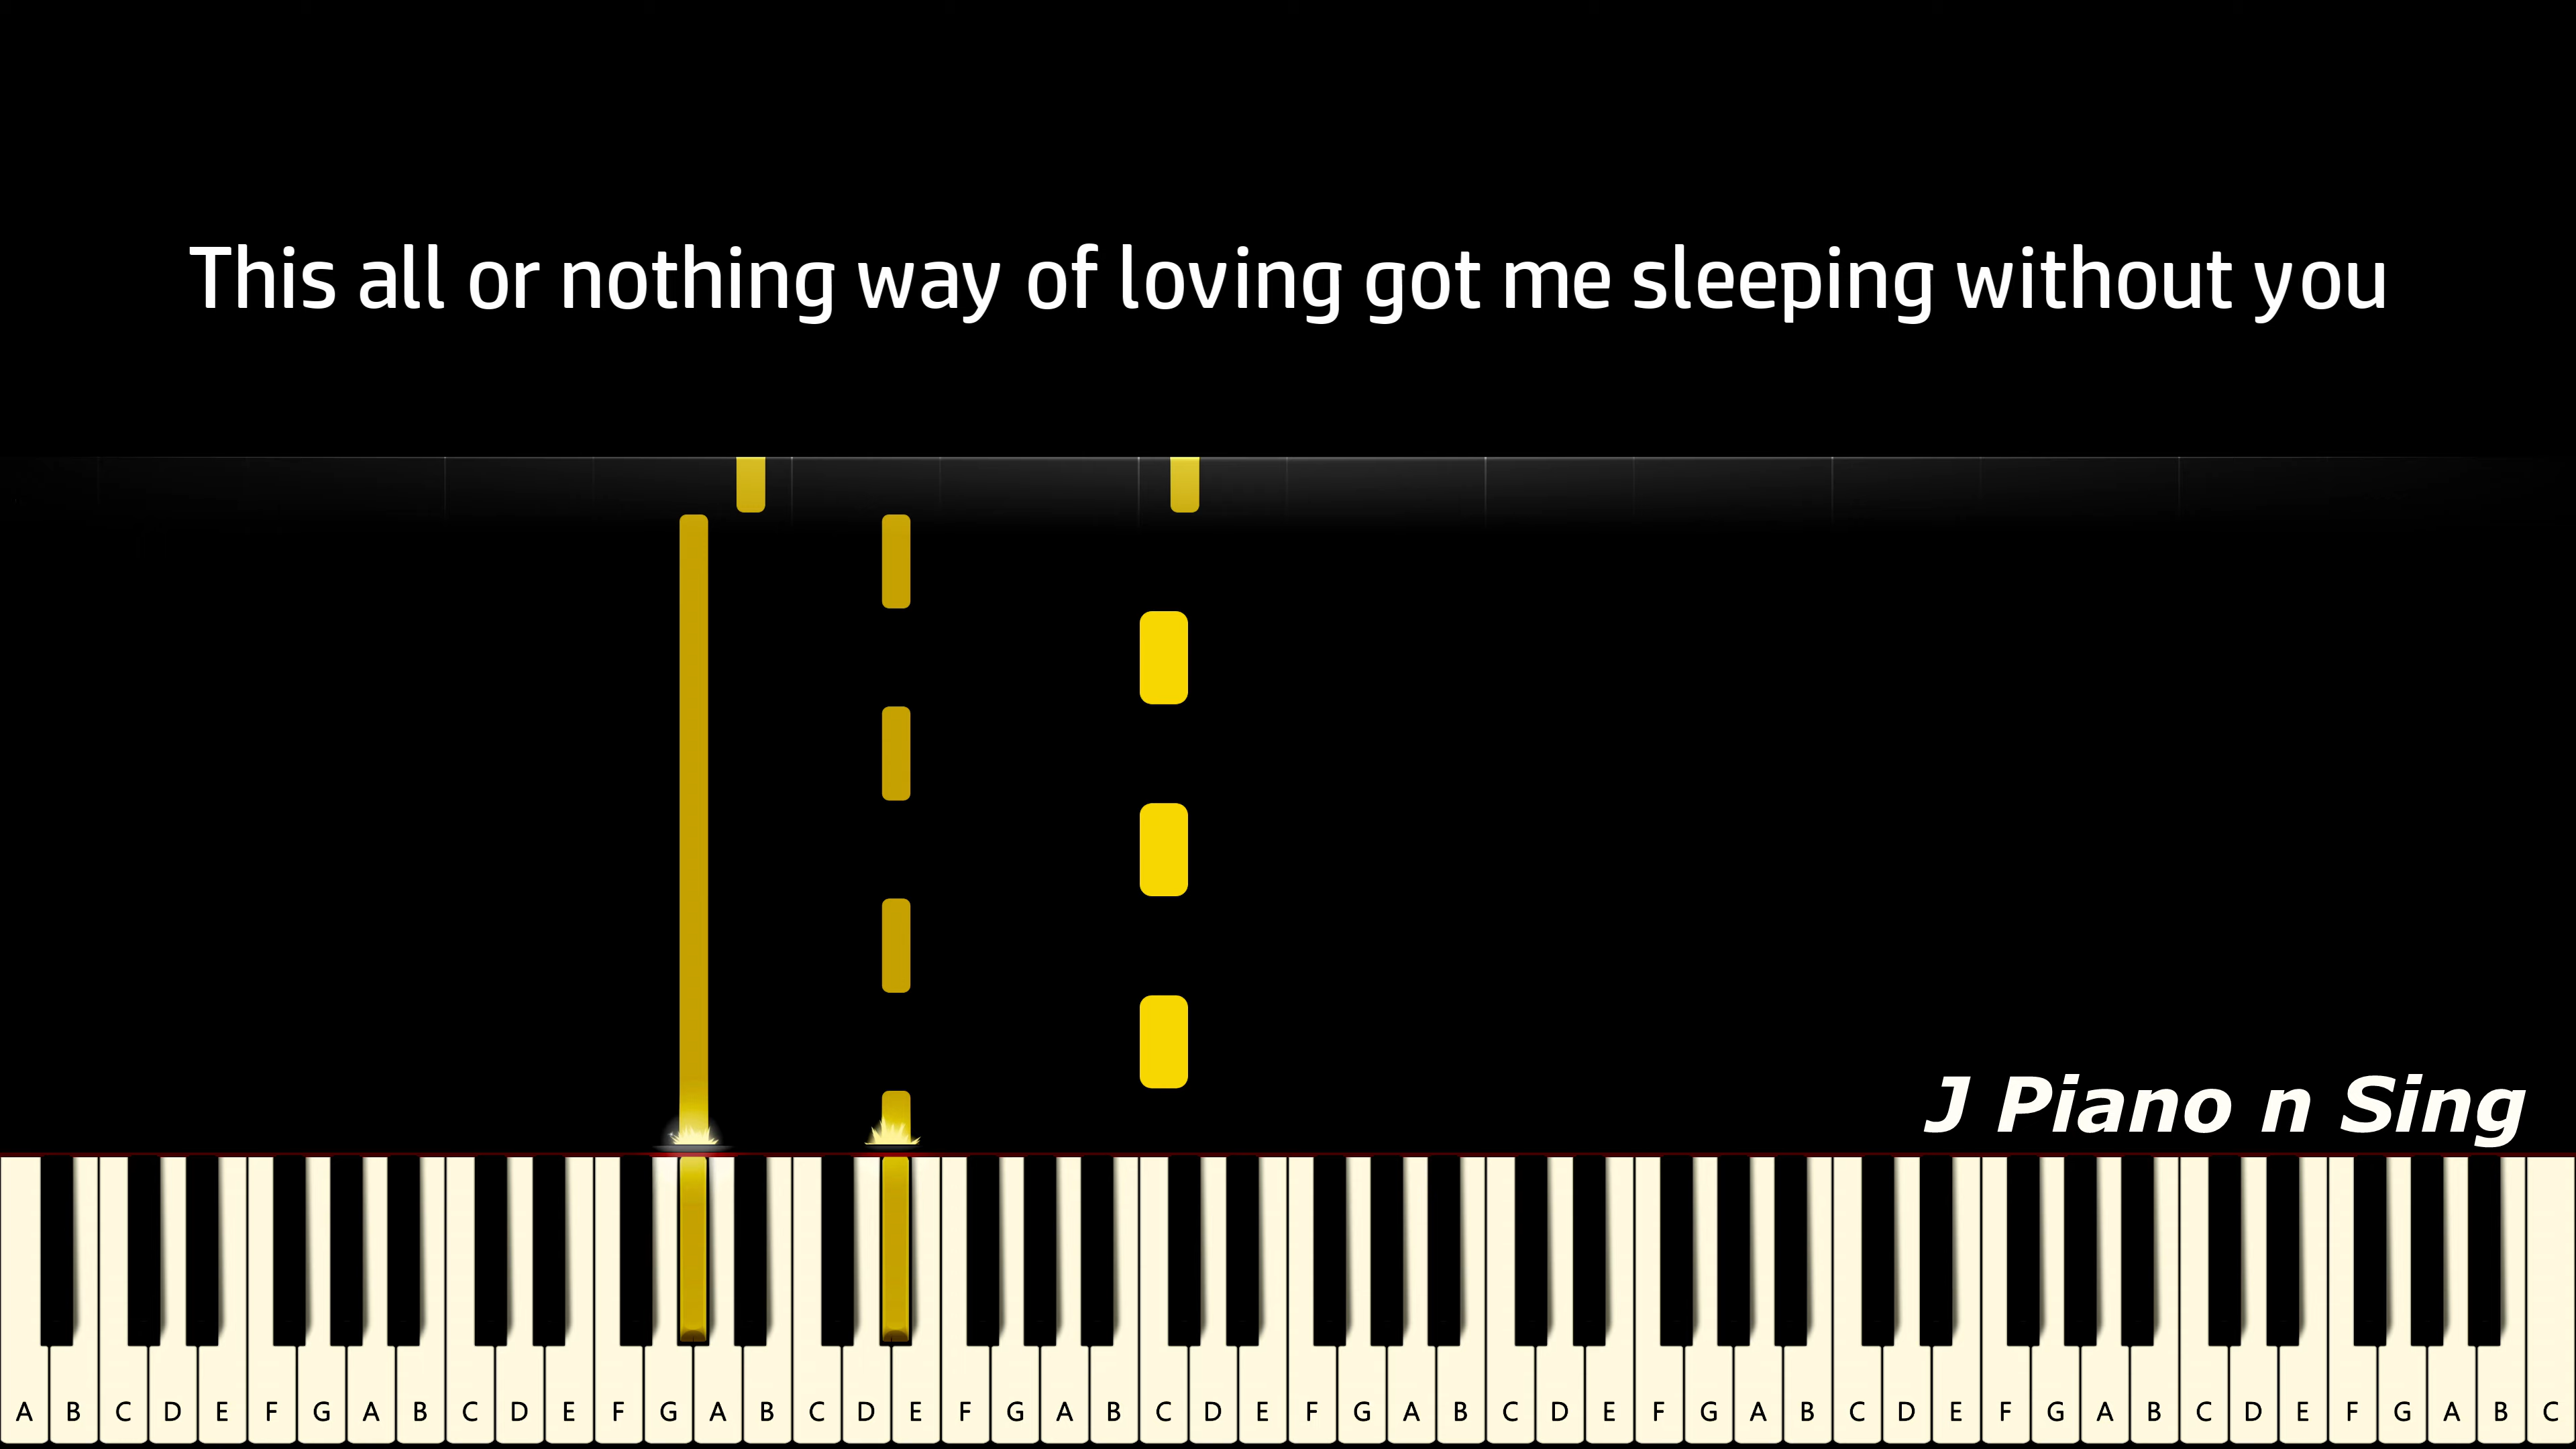 This all or nothing way of loving got me sleeping without you
J Piano n Sing
A B C D E F G A B C D E F G A B C D E F G A B C D E F G A B C D E F G A B C D E F G A B C D E F G A B C